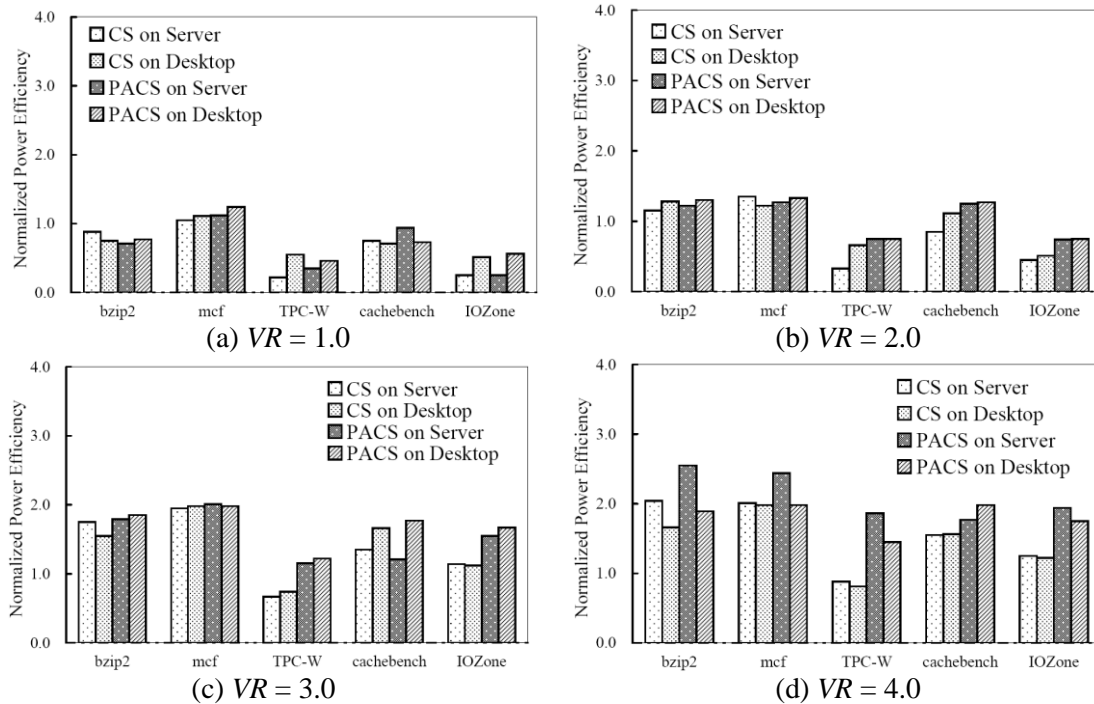 Normalized Power Efficiency
4.0
3.0
2.0
1.0
0.0
CS on Server
CS on Desktop
PACS on Server
PACS on Desktop
bzip2 mcf TPC-W cachebench IOZone
(a) VR = 1.0
Normalized Power Efficiency
4.0
3.0
2.0
1.0
0.0
CS on Server
CS on Desktop
PACS on Server
PACS on Desktop
bzip2 mcf TPC-W cachebench IOZone
(b) VR = 2.0
Normalized Power Efficiency
4.0
3.0
2.0
1.0
0.0
CS on Server
CS on Desktop
PACS on Server
PACS on Desktop
bzip2 mcf TPC-W cachebench IOZone
(c) VR = 3.0
Normalized Power Efficiency
4.0
3.0
2.0
1.0
0.0
CS on Server
CS on Desktop
PACS on Server
PACS on Desktop
bzip2 mcf TPC-W cachebench IOZone
(d) VR = 4.0